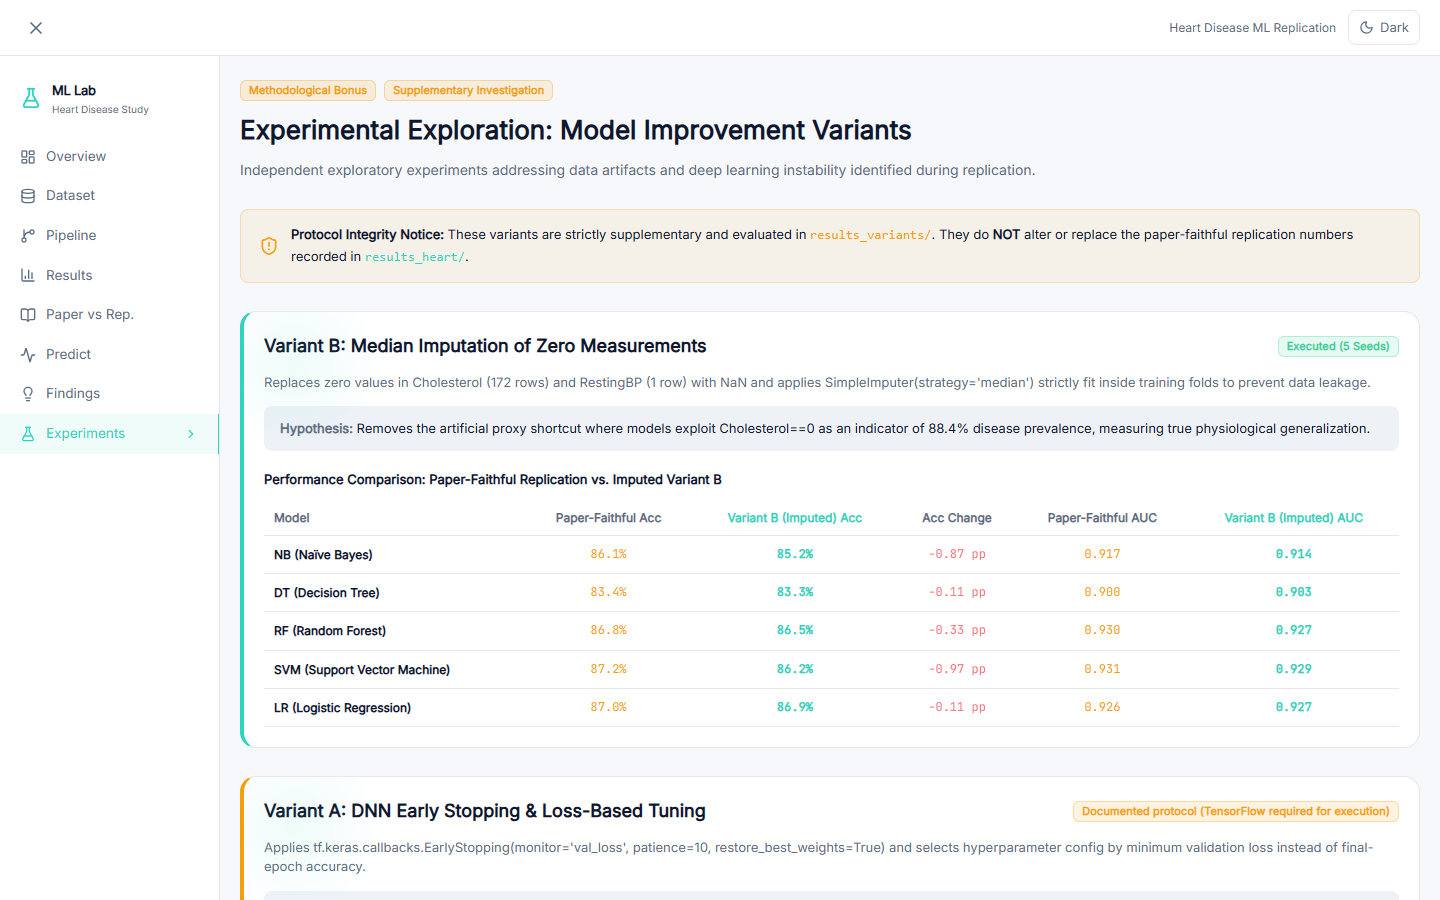 Heart Disease ML Replication
Dark
ML Lab
Heart Disease Study
Overview
Dataset
Pipeline
Results
Paper vs Rep.
Predict
Findings
Experiments
Methodological Bonus Supplementary Investigation
Experimental Exploration: Model Improvement Variants
Independent exploratory experiments addressing data artifacts and deep learning instability identified during replication.
Protocol Integrity Notice: These variants are strictly supplementary and evaluated in results_variants/. They do NOT alter or replace the paper-faithful replication numbers
recorded in results_heart/.
Variant B: Median Imputation of Zero Measurements
Executed (5 Seeds)
Replaces zero values in Cholesterol (172 rows) and RestingBP (1 row) with NaN and applies SimpleImputer(strategy='median') strictly fit inside training folds to prevent data leakage.
Hypothesis: Removes the artificial proxy shortcut where models exploit Cholesterol==0 as an indicator of 88.4% disease prevalence, measuring true physiological generalization.
Performance Comparison: Paper-Faithful Replication vs. Imputed Variant B
Model Paper-Faithful Acc Variant B (Imputed) Acc Acc Change Paper-Faithful AUC Variant B (Imputed) AUC
NB (Naïve Bayes) 86.1% 85.2% -0.87 pp 0.917 0.914
DT (Decision Tree) 83.4% 83.3% -0.11 pp 0.900 0.903
RF (Random Forest) 86.8% 86.5% -0.33 pp 0.930 0.927
SVM (Support Vector Machine) 87.2% 86.2% -0.97 pp 0.931 0.929
LR (Logistic Regression) 87.0% 86.9% -0.11 pp 0.926 0.927
Variant A: DNN Early Stopping & Loss-Based Tuning
Documented protocol (TensorFlow required for execution)
Applies tf.keras.callbacks.EarlyStopping(monitor='val_loss', patience=10, restore_best_weights=True) and selects hyperparameter config by minimum validation loss instead of final-
epoch accuracy.